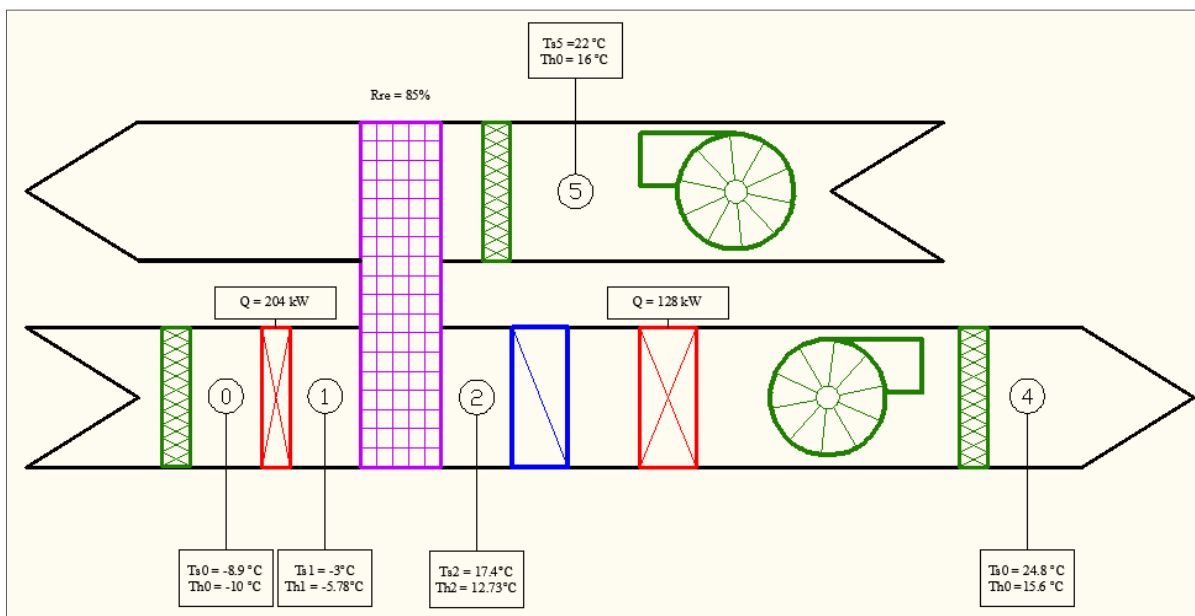 Ts5 =22 °C
Th0 = 16 °C
Rre = 85%
5
Q = 204 kW
Q = 128 kW
0
1
2
4
Ts0 = -8.9 °C
Th0 = -10 °C
Ts1 = -3°C
Th1 = -5.78°C
Ts2 = 17.4°C
Th2 = 12.73°C
Ts0 = 24.8 °C
Th0 =15.6 °C